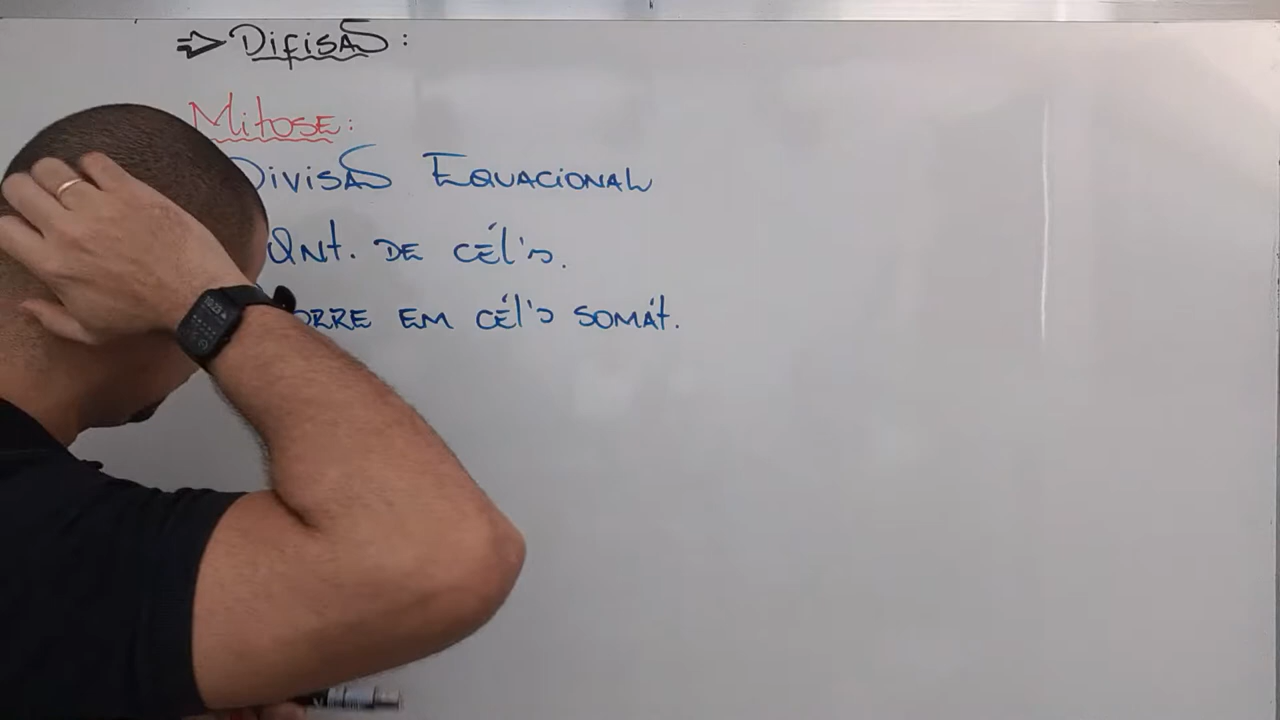 ⇒ Difisão:
Mitose:
Divisão Equacional
Qnt. de cél's.
orre em cél's somát.